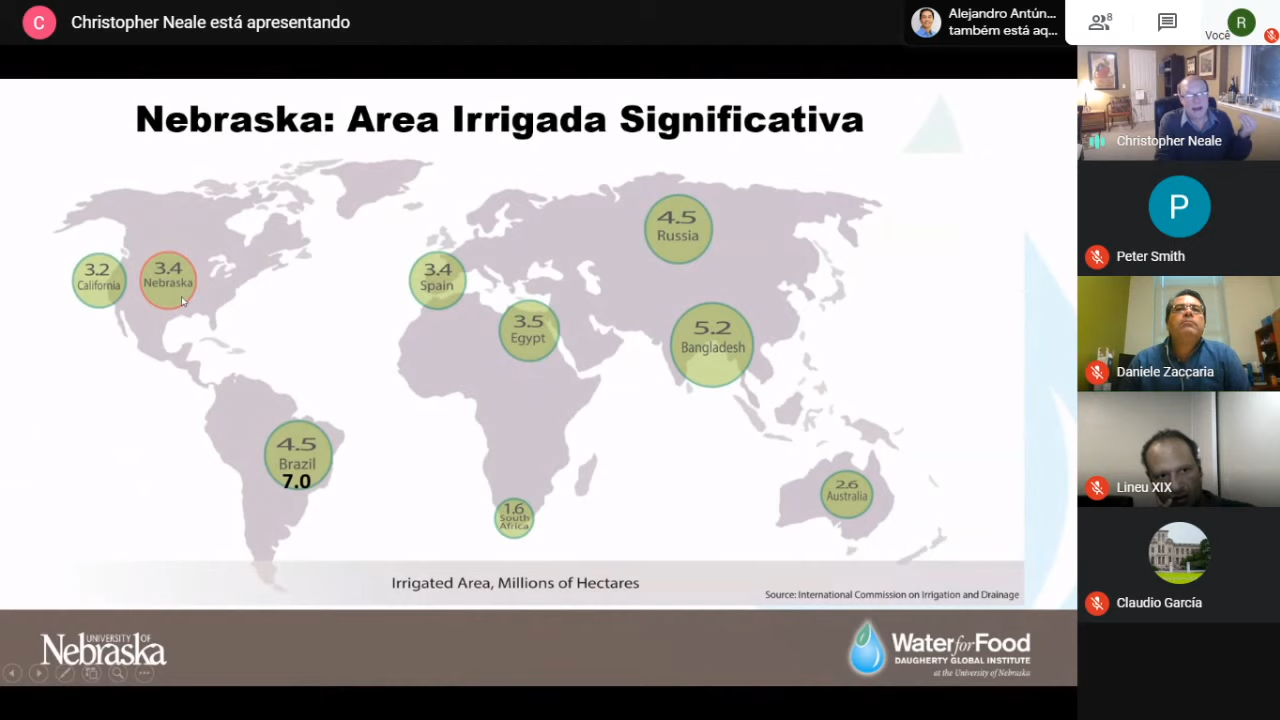 C
Christopher Neale está apresentando
Alejandro Antún...
também está aq...
8
Você
R
Nebraska: Area Irrigada Significativa
3.2
California
3.4
Nebraska
3.4
Spain
3.5
Egypt
4.5
Russia
5.2
Bangladesh
4.5
Brazil
7.0
1.6
South
Africa
2.6
Australia
Irrigated Area, Millions of Hectares
Source: International Commission on Irrigation and Drainage
UNIVERSITY OF
Nebraska
Water for Food
DAUGHERTY GLOBAL INSTITUTE
at the University of Nebraska
Christopher Neale
P
Peter Smith
Daniele Zaccaria
Lineu XIX
Claudio García